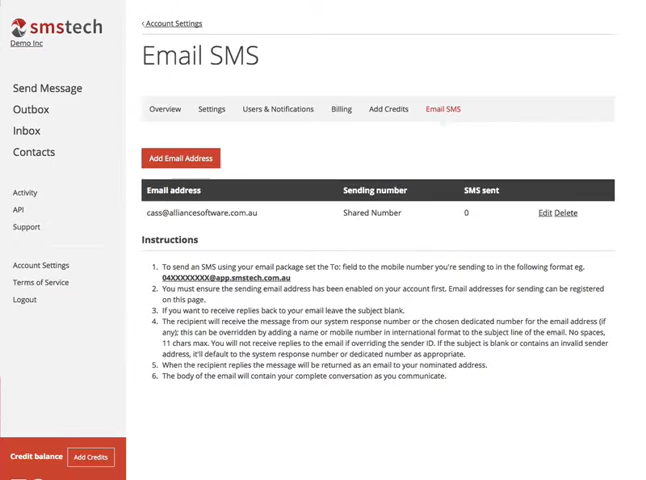 smstech
Demo Inc
Send Message
Outbox
Inbox
Contacts
Activity
API
Support
Account Settings
Terms of Service
Logout
Credit balance
Add Credits
‹ Account Settings
Email SMS
Overview Settings Users & Notifications Billing Add Credits Email SMS
Add Email Address
Email address Sending number SMS sent
cass@alliancesoftware.com.au Shared Number 0 Edit Delete
Instructions
1. To send an SMS using your email package set the To: field to the mobile number you're sending to in the following format eg.
04XXXXXXXX@app.smstech.com.au
2. You must ensure the sending email address has been enabled on your account first. Email addresses for sending can be registered
on this page.
3. If you want to receive replies back to your email leave the subject blank.
4. The recipient will receive the message from our system response number or the chosen dedicated number for the email address (if
any); this can be overridden by adding a name or mobile number in international format to the subject line of the email. No spaces,
11 chars max. You will not receive replies to the email if overriding the sender ID. If the subject is blank or contains an invalid sender
address, it'll default to the system response number or dedicated number as appropriate.
5. When the recipient replies the message will be returned as an email to your nominated address.
6. The body of the email will contain your complete conversation as you communicate.